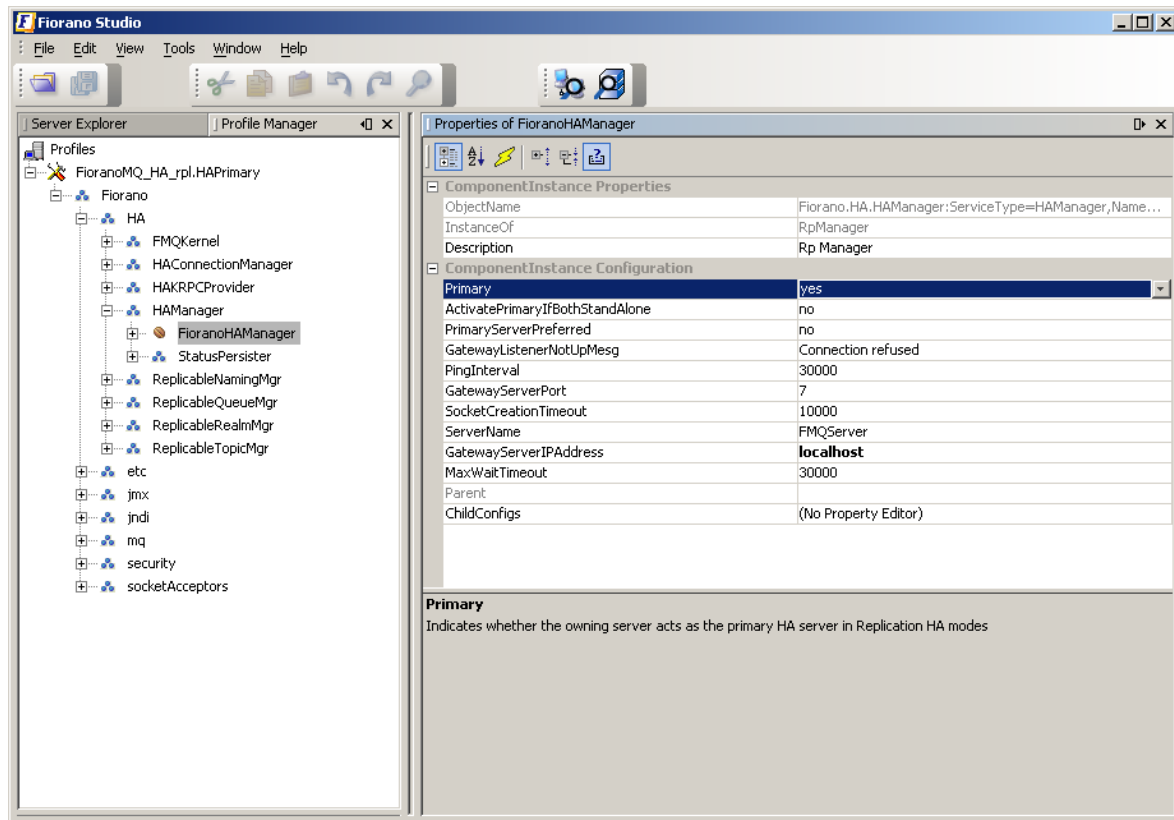 Fiorano Studio
File Edit View Tools Window Help
Server Explorer
Profile Manager
Profiles
FioranoMQ_HA_rpl.HAPrimary
Fiorano
HA
FMQKernel
HAConnectionManager
HAKRPCProvider
HAManager
FioranoHAManager
StatusPersister
ReplicableNamingMgr
ReplicableQueueMgr
ReplicableRealmMgr
ReplicableTopicMgr
etc
jmx
jndi
mq
security
socketAcceptors
Properties of FioranoHAManager
ComponentInstance Properties
ObjectName Fiorano.HA.HAManager:ServiceType=HAManager,Name...
InstanceOf RpManager
Description Rp Manager
ComponentInstance Configuration
Primary yes
ActivatePrimaryIfBothStandAlone no
PrimaryServerPreferred no
GatewayListenerNotUpMesg Connection refused
PingInterval 30000
GatewayServerPort 7
SocketCreationTimeout 10000
ServerName FMQServer
GatewayServerIPAddress localhost
MaxWaitTimeout 30000
Parent
ChildConfigs (No Property Editor)
Primary
Indicates whether the owning server acts as the primary HA server in Replication HA modes